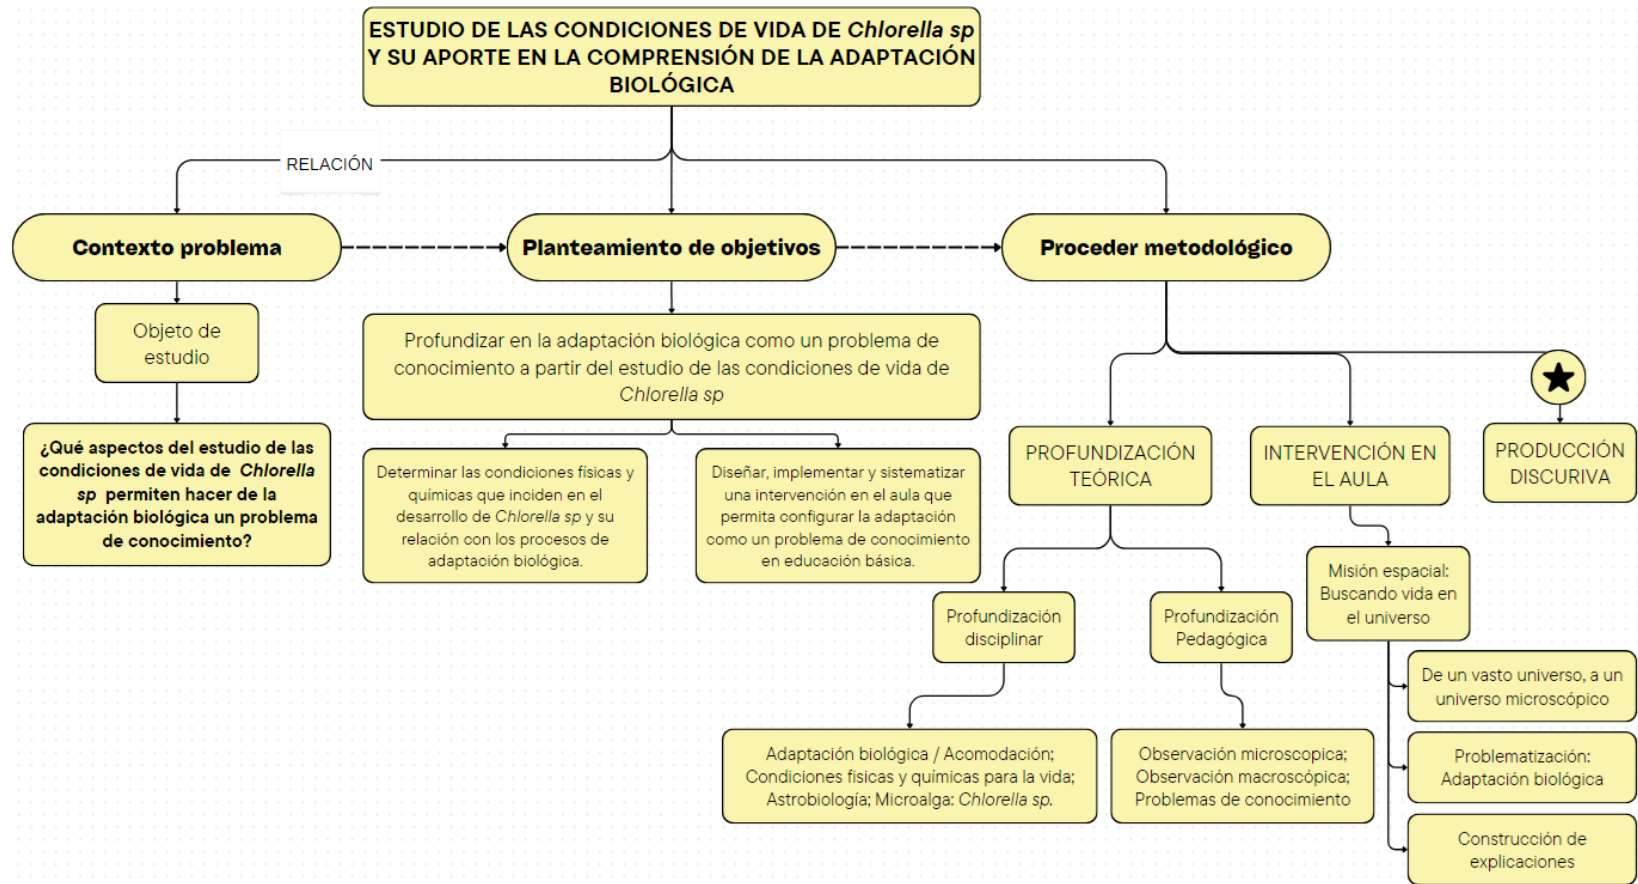 ESTUDIO DE LAS CONDICIONES DE VIDA DE Chlorella sp
Y SU APORTE EN LA COMPRENSIÓN DE LA ADAPTACIÓN
BIOLÓGICA
RELACIÓN
Contexto problema
Planteamiento de objetivos
Proceder metodológico
Objeto de
estudio
¿Qué aspectos del estudio de las
condiciones de vida de Chlorella
sp permiten hacer de la
adaptación biológica un problema
de conocimiento?
Profundizar en la adaptación biológica como un problema de
conocimiento a partir del estudio de las condiciones de vida de
Chlorella sp
Determinar las condiciones físicas y
químicas que inciden en el
desarrollo de Chlorella sp y su
relación con los procesos de
adaptación biológica.
Diseñar, implementar y sistematizar
una intervención en el aula que
permita configurar la adaptación
como un problema de conocimiento
en educación básica.
PROFUNDIZACIÓN
TEÓRICA
INTERVENCIÓN EN
EL AULA
PRODUCCIÓN
DISCURIVA
Profundización
disciplinar
Profundización
Pedagógica
Adaptación biológica / Acomodación;
Condiciones fisicas y químicas para la vida;
Astrobiología; Microalga: Chlorella sp.
Observación microscopica;
Observación macroscópica;
Problemas de conocimiento
Misión espacial:
Buscando vida en
el universo
De un vasto universo, a un
universo microscópico
Problematización:
Adaptación biológica
Construcción de
explicaciones